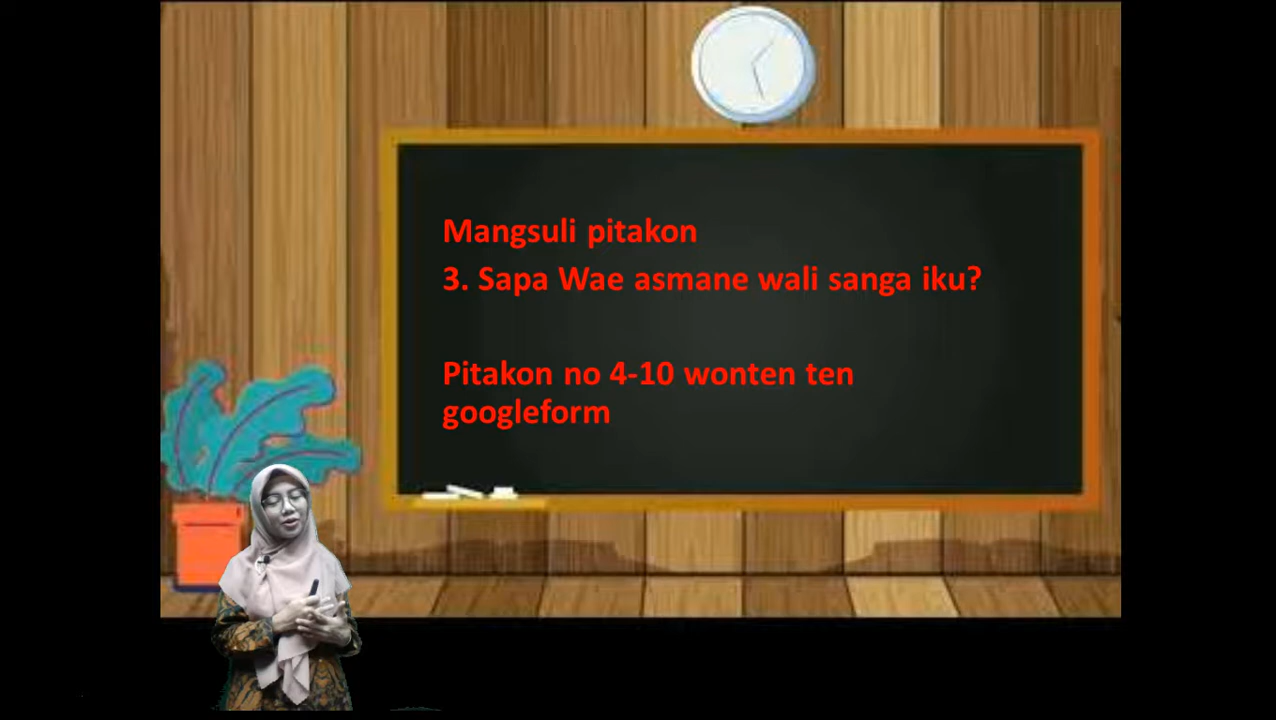 Mangsuli pitakon
3. Sapa Wae asmane wali sanga iku?
Pitakon no 4-10 wonten ten
googleform